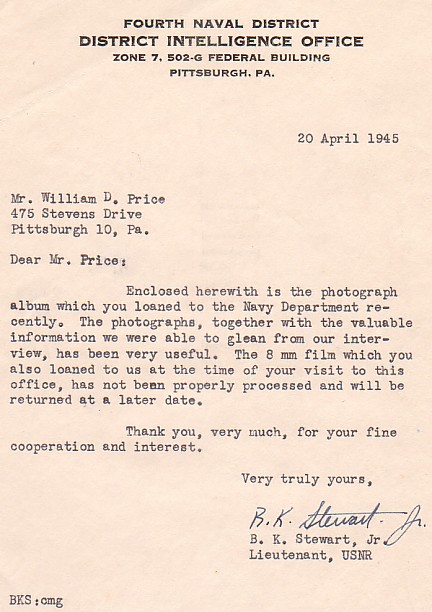 FOURTH NAVAL DISTRICT
DISTRICT INTELLIGENCE OFFICE
ZONE 7, 502-G FEDERAL BUILDING
PITTSBURGH, PA.
20 April 1945
Mr. William D. Price
475 Stevens Drive
Pittsburgh 10, Pa.
Dear Mr. Price:
Enclosed herewith is the photograph
album which you loaned to the Navy Department re-
cently. The photographs, together with the valuable
information we were able to glean from our inter-
view, has been very useful. The 8 mm film which you
also loaned to us at the time of your visit to this
office, has not been properly processed and will be
returned at a later date.
Thank you, very much, for your fine
cooperation and interest.
Very truly yours,
B. K. Stewart. Jr.
B. K. Stewart, Jr.
Lieutenant, USNR
BKS:cmg